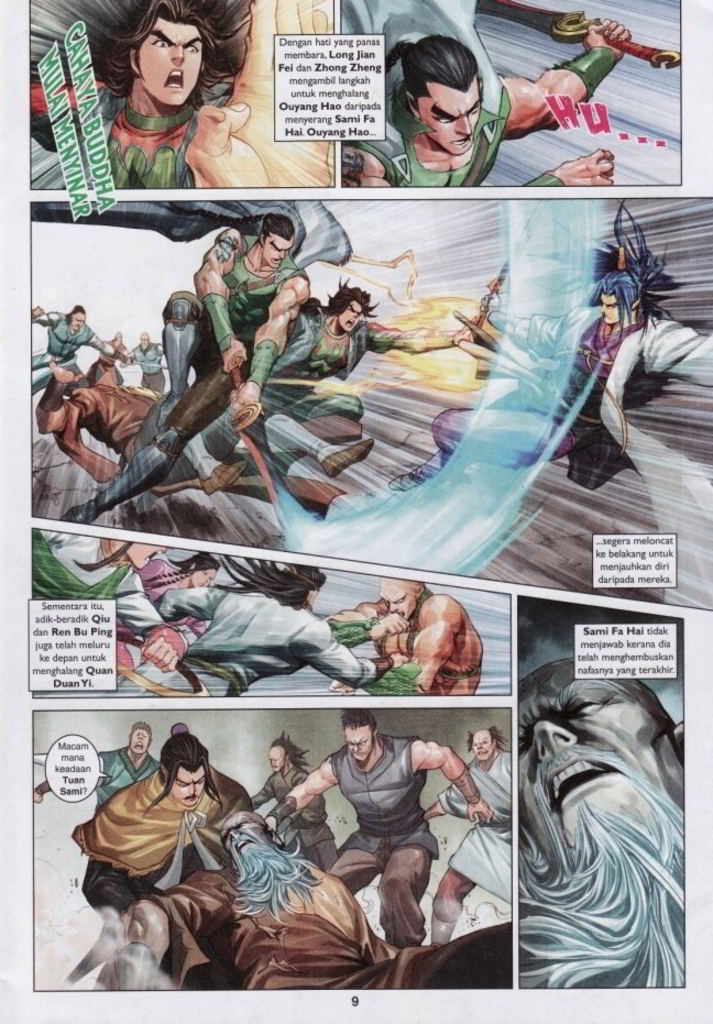 CAHAYA BUDDHA
MULAI MENYINAR
Dengan hati yang panas
membara, Long Jian
Fei dan Zhong Zheng
mengambil langkah
untuk menghalang
Ouyang Hao daripada
menyerang Sami Fa
Hai. Ouyang Hao...
HU...
...segera meloncat
ke belakang untuk
menjauhkan diri
daripada mereka.
Sementara itu,
adik-beradik Qiu
dan Ren Bu Ping
juga telah meluru
ke depan untuk
menghalang Quan
Duan Yi.
Sami Fa Hai tidak
menjawab kerana dia
telah menghembuskan
nafasnya yang terakhir.
Macam
mana
keadaan
Tuan
Sami?
9